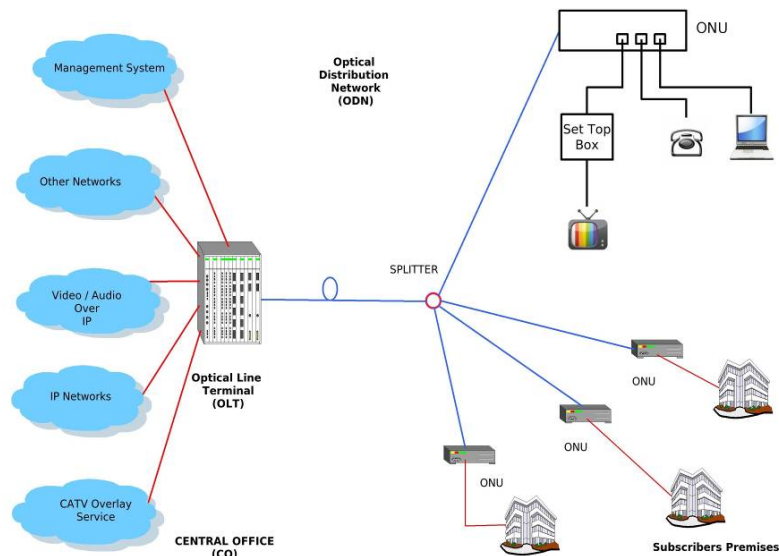 Management System
Other Networks
Video / Audio
Over
IP
IP Networks
CATV Overlay
Service
Optical Line
Terminal
(OLT)
CENTRAL OFFICE
(CO)
Optical
Distribution
Network
(ODN)
SPLITTER
ONU
Set Top
Box
ONU
ONU
ONU
Subscribers Premises